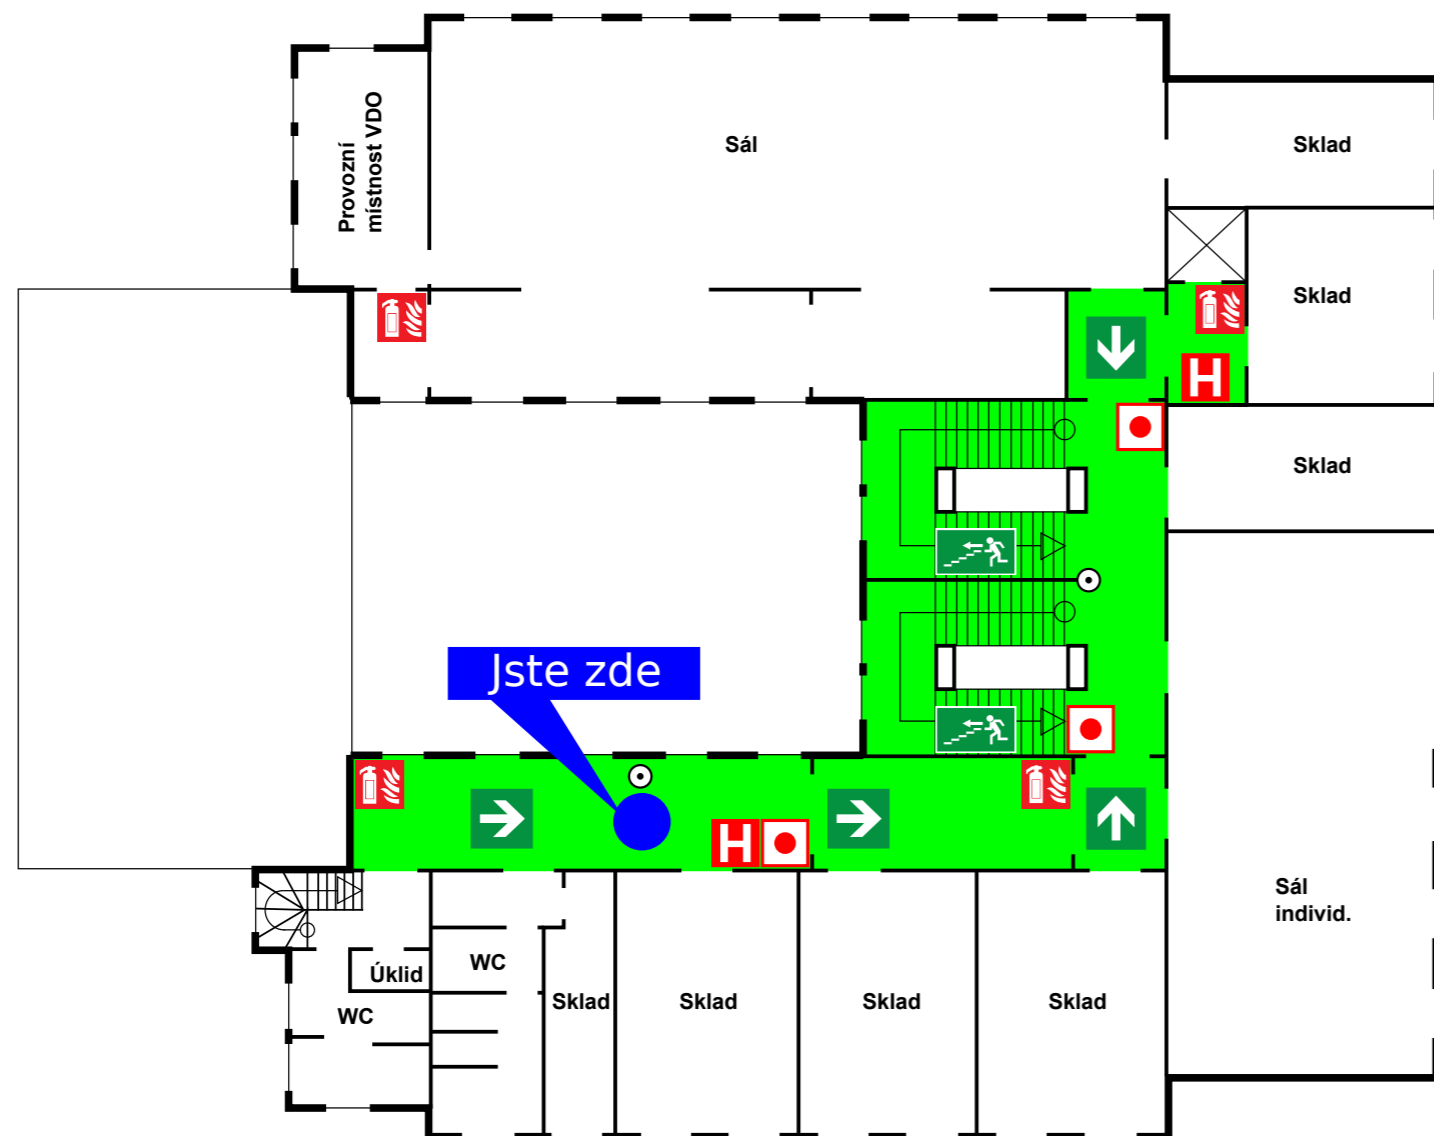 Provozní
místnost VDO
Sál
Sklad
Sklad
H
Sklad
Jste zde
H
Sál
individ.
Úklid
WC
WC
Sklad
Sklad
Sklad
Sklad